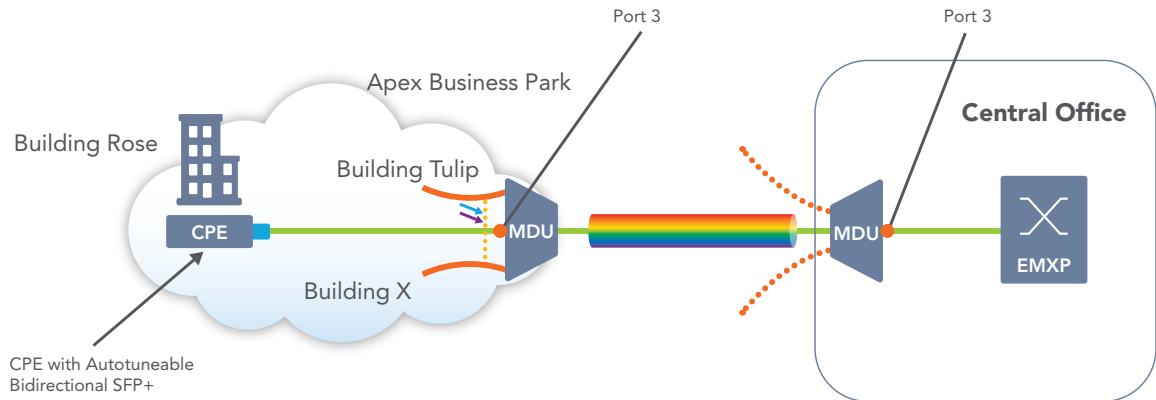 Port 3
Port 3
Apex Business Park
Central Office
Building Rose
Building Tulip
CPE
MDU
MDU
EMXP
Building X
CPE with Autotuneable
Bidirectional SFP+